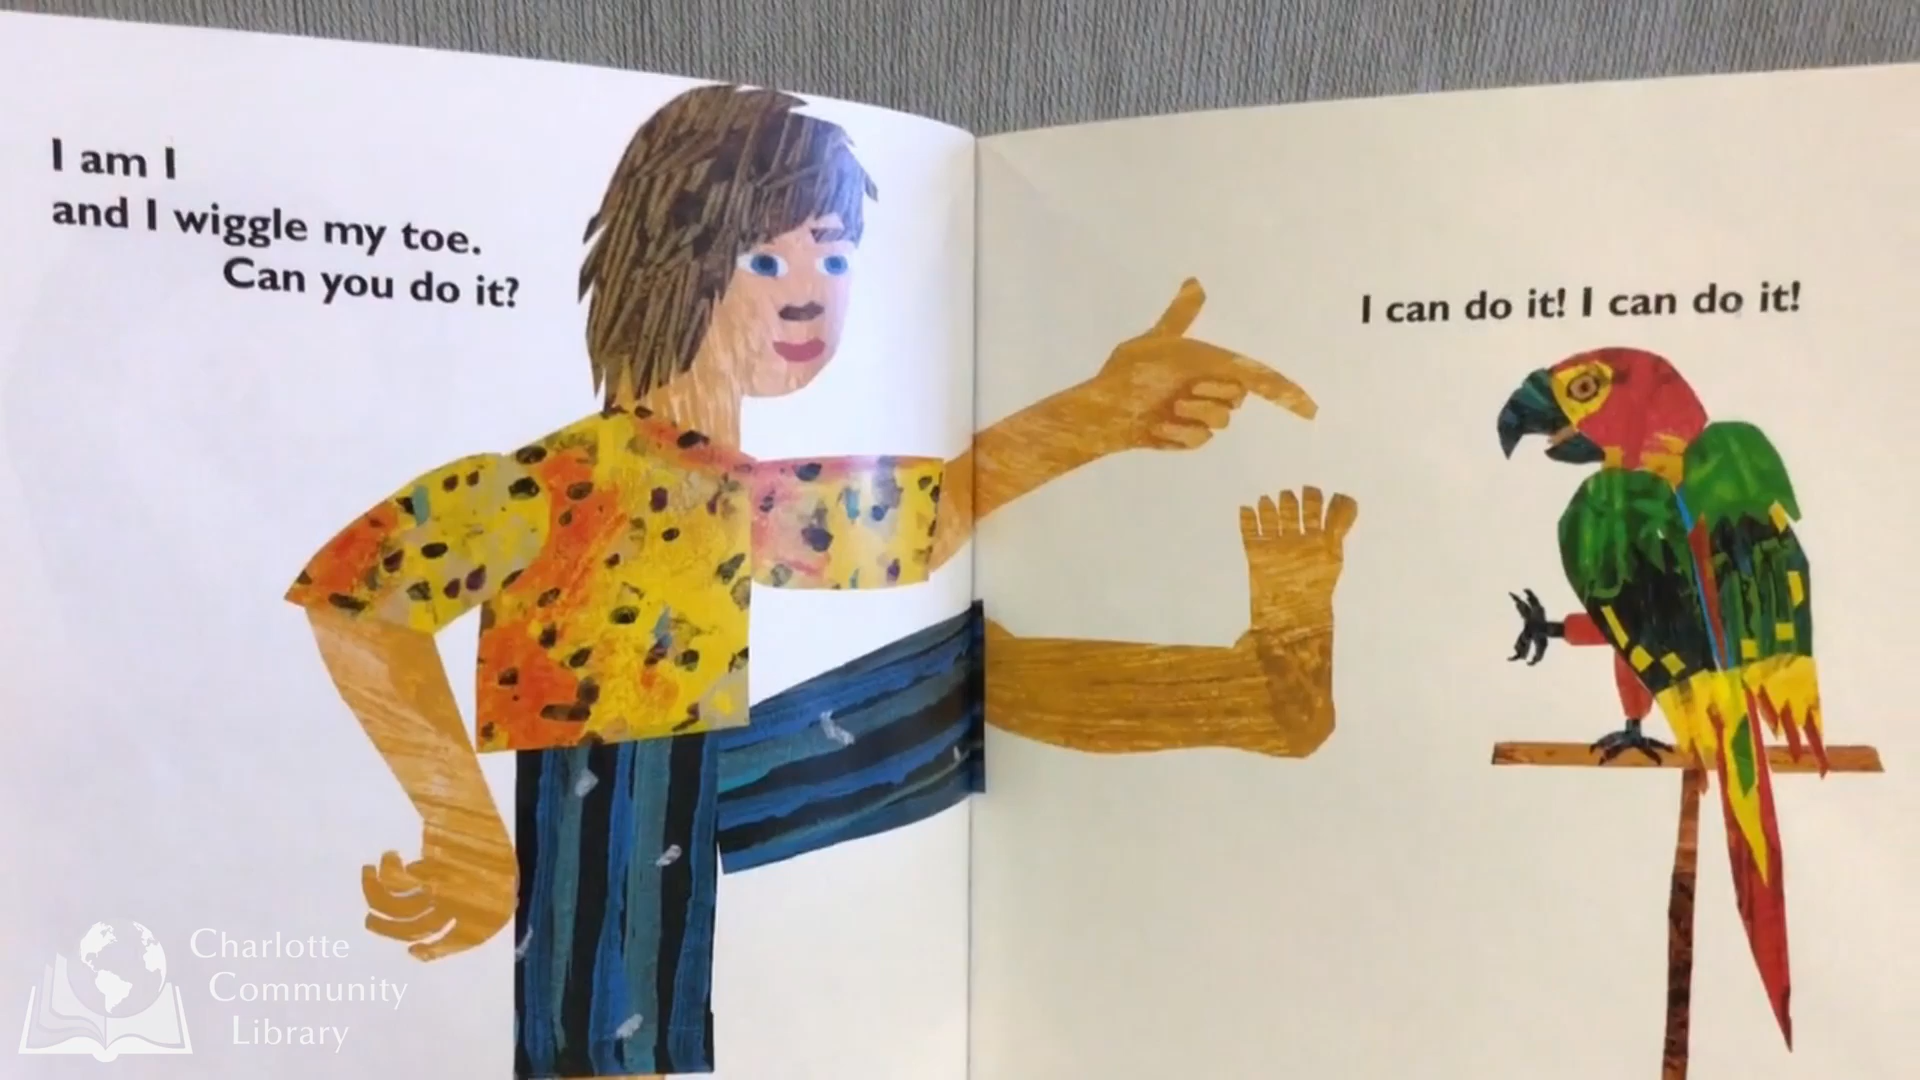 I am I
and I wiggle my toe.
Can you do it?
I can do it! I can do it!
Charlotte
Community
Library